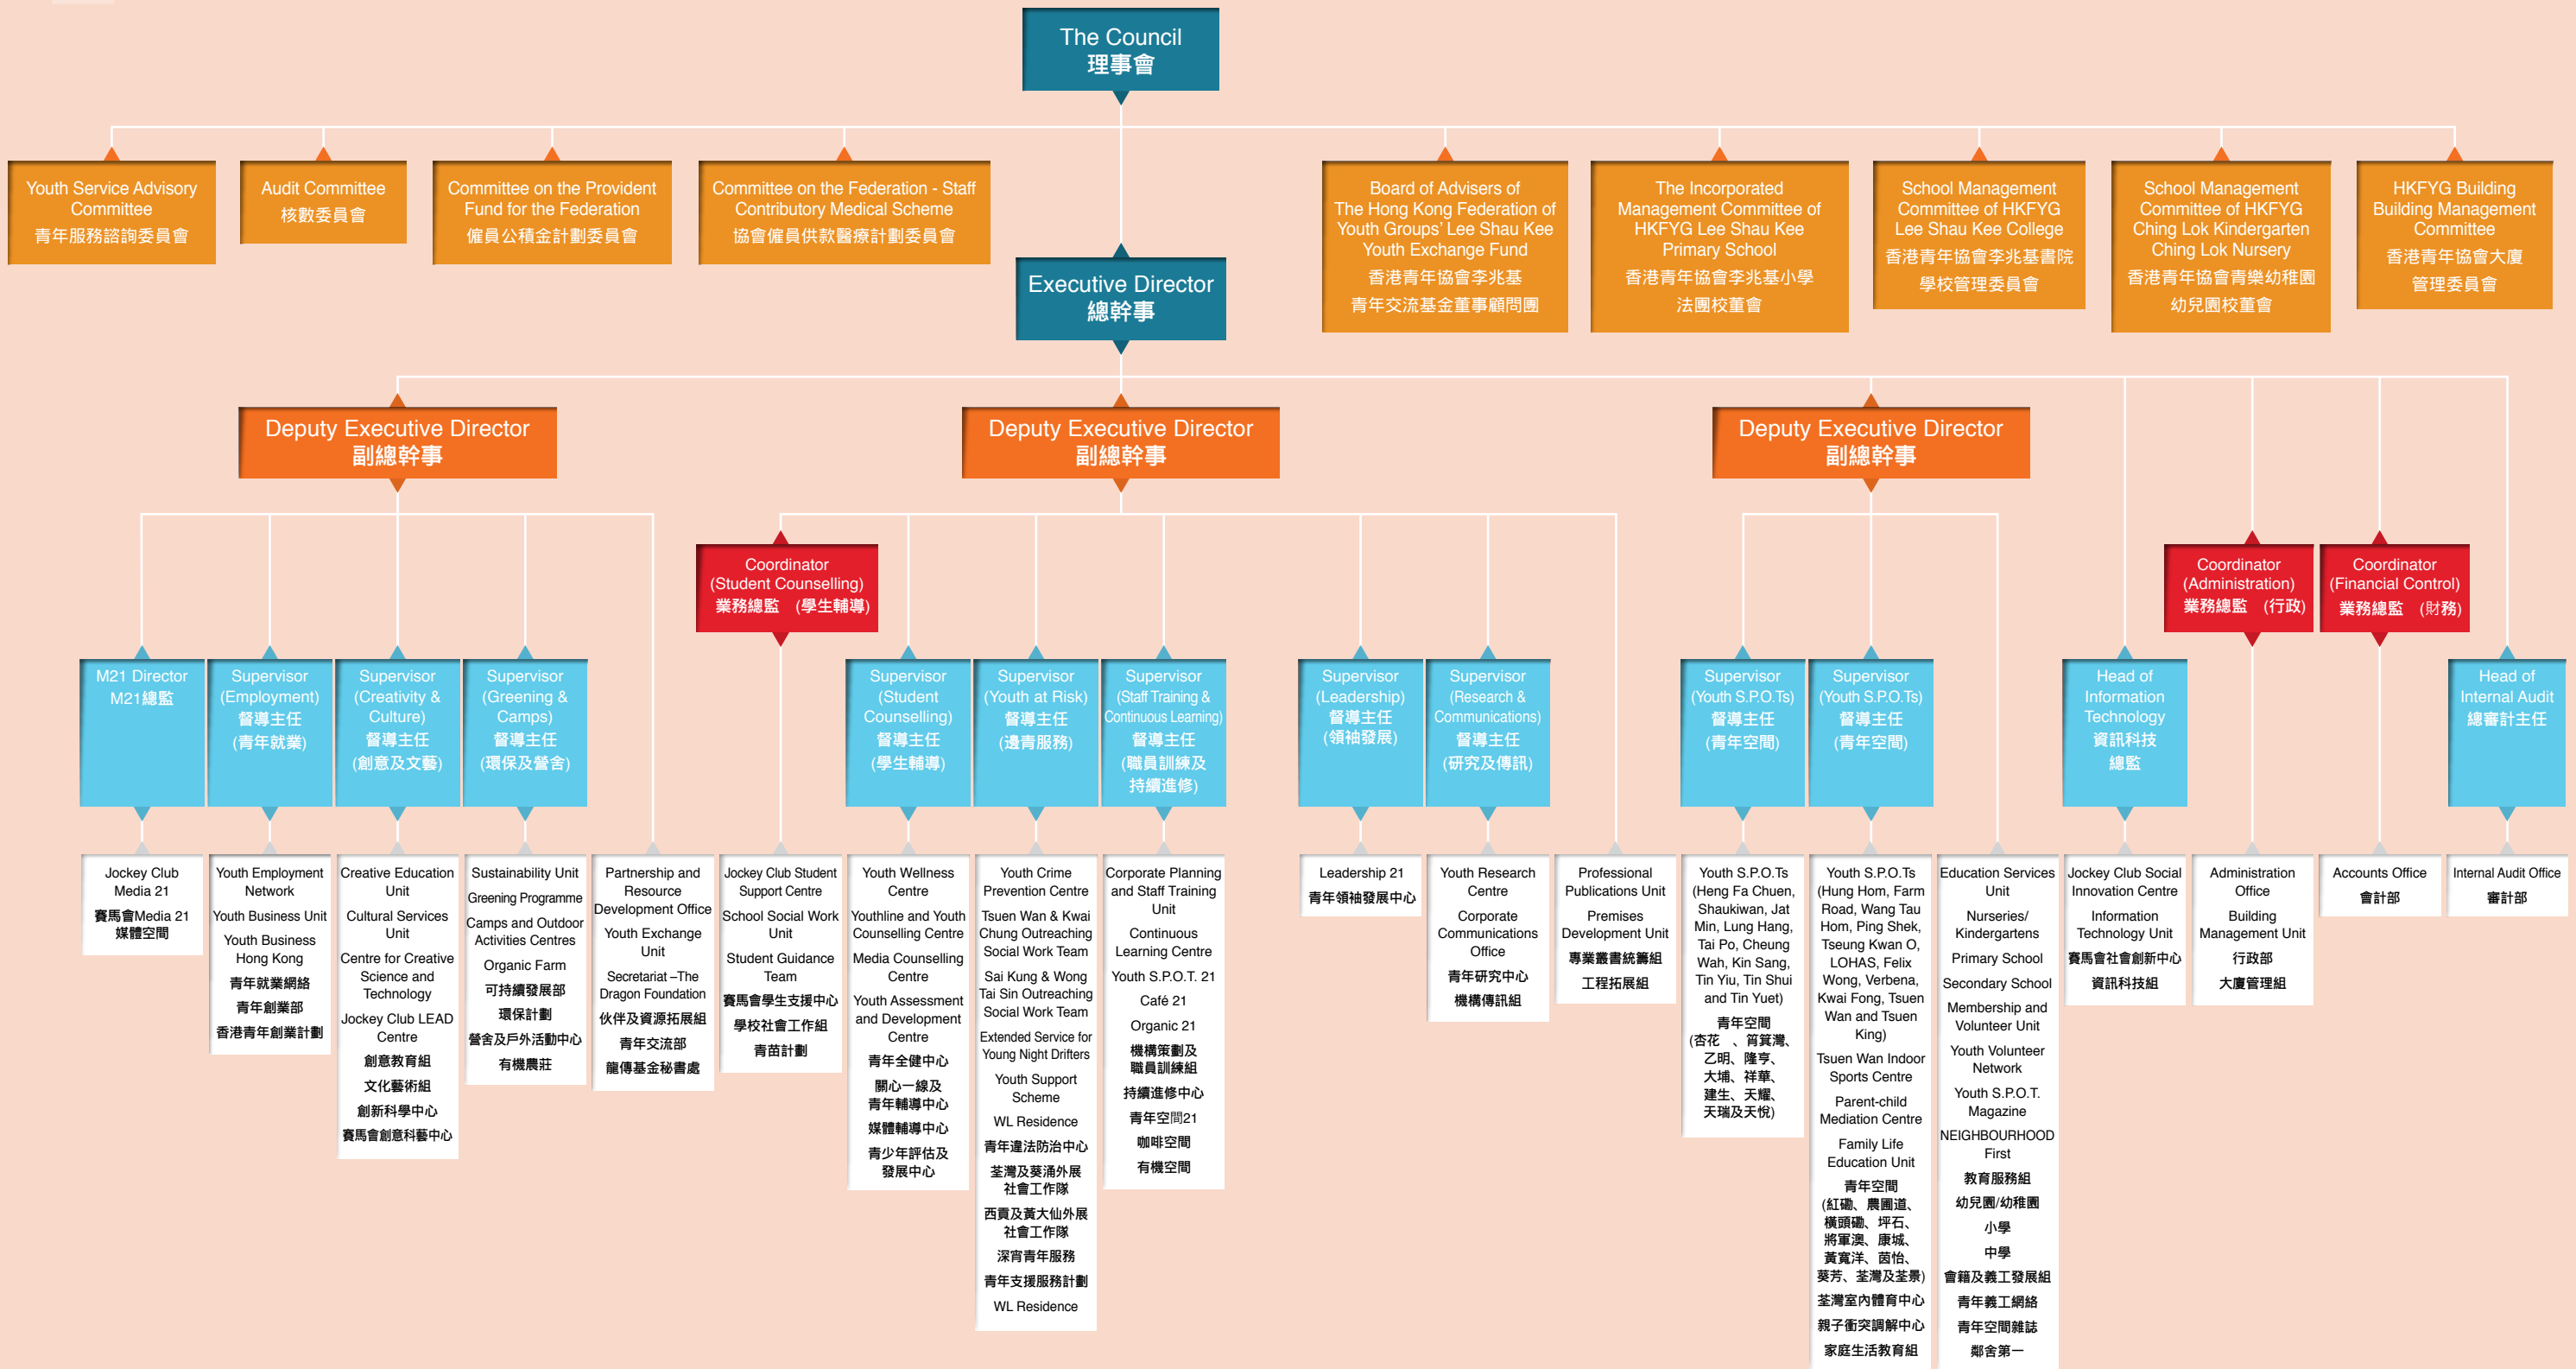 The Council
理事會
Youth Service Advisory
Committee
青年服務諮詢委員會
Audit Committee
核數委員會
Committee on the Provident
Fund for the Federation
僱員公積金計劃委員會
Committee on the Federation - Staff
Contributory Medical Scheme
協會僱員供款醫療計劃委員會
Board of Advisers of
The Hong Kong Federation of
Youth Groups' Lee Shau Kee
Youth Exchange Fund
香港青年協會李兆基
青年交流基金董事顧問團
The Incorporated
Management Committee of
HKFYG Lee Shau Kee
Primary School
香港青年協會李兆基小學
法團校董會
School Management
Committee of HKFYG
Lee Shau Kee College
香港青年協會李兆基書院
學校管理委員會
School Management
Committee of HKFYG
Ching Lok Kindergarten
Ching Lok Nursery
香港青年協會青樂幼稚園
幼兒園校董會
HKFYG Building
Building Management
Committee
香港青年協會大廈
管理委員會
Executive Director
總幹事
Deputy Executive Director
副總幹事
Deputy Executive Director
副總幹事
Deputy Executive Director
副總幹事
Coordinator
(Student Counselling)
業務總監 (學生輔導)
Coordinator
(Administration)
業務總監 (行政)
Coordinator
(Financial Control)
業務總監 (財務)
M21 Director
M21總監
Supervisor
(Employment)
督導主任
(青年就業)
Supervisor
(Creativity &
Culture)
督導主任
(創意及文藝)
Supervisor
(Greening &
Camps)
督導主任
(環保及營舍)
Supervisor
(Student
Counselling)
督導主任
(學生輔導)
Supervisor
(Youth at Risk)
督導主任
(邊青服務)
Supervisor
(Staff Training &
Continuous Learning)
督導主任
(職員訓練及
持續進修)
Supervisor
(Leadership)
督導主任
(領袖發展)
Supervisor
(Research &
Communications)
督導主任
(研究及傳訊)
Supervisor
(Youth S.P.O.Ts)
督導主任
(青年空間)
Supervisor
(Youth S.P.O.Ts)
督導主任
(青年空間)
Head of
Information
Technology
資訊科技
總監
Head of
Internal Audit
總審計主任
Jockey Club
Media 21
賽馬會Media 21
媒體空間
Youth Employment
Network
Youth Business Unit
Youth Business
Hong Kong
青年就業網絡
青年創業部
香港青年創業計劃
Creative Education
Unit
Cultural Services
Unit
Centre for Creative
Science and
Technology
Jockey Club LEAD
Centre
創意教育組
文化藝術組
創新科學中心
賽馬會創意科藝中心
Sustainability Unit
Greening Programme
Camps and Outdoor
Activities Centres
Organic Farm
可持續發展部
環保計劃
營舍及戶外活動中心
有機農莊
Partnership and
Resource
Development Office
Youth Exchange
Unit
Secretariat –The
Dragon Foundation
伙伴及資源拓展組
青年交流部
龍傳基金秘書處
Jockey Club Student
Support Centre
School Social Work
Unit
Student Guidance
Team
賽馬會學生支援中心
學校社會工作組
青苗計劃
Youth Wellness
Centre
Youthline and Youth
Counselling Centre
Media Counselling
Centre
Youth Assessment
and Development
Centre
青年全健中心
關心一線及
青年輔導中心
媒體輔導中心
青少年評估及
發展中心
Youth Crime
Prevention Centre
Tsuen Wan & Kwai
Chung Outreaching
Social Work Team
Sai Kung & Wong
Tai Sin Outreaching
Social Work Team
Extended Service for
Young Night Drifters
Youth Support
Scheme
WL Residence
青年違法防治中心
荃灣及葵涌外展
社會工作隊
西貢及黃大仙外展
社會工作隊
深宵青年服務
青年支援服務計劃
WL Residence
Corporate Planning
and Staff Training
Unit
Continuous
Learning Centre
Youth S.P.O.T. 21
Café 21
Organic 21
機構策劃及
職員訓練組
持續進修中心
青年空間21
咖啡空間
有機空間
Leadership 21
青年領袖發展中心
Youth Research
Centre
Corporate
Communications
Office
青年研究中心
機構傳訊組
Professional
Publications Unit
Premises
Development Unit
專業叢書統籌組
工程拓展組
Youth S.P.O.Ts
(Heng Fa Chuen,
Shaukiwan, Jat
Min, Lung Hang,
Tai Po, Cheung
Wah, Kin Sang,
Tin Yiu, Tin Shui
and Tin Yuet)
青年空間
(杏花 、筲箕灣、
乙明、隆亨、
大埔、祥華、
建生、天耀、
天瑞及天悅)
Youth S.P.O.Ts
(Hung Hom, Farm
Road, Wang Tau
Hom, Ping Shek,
Tseung Kwan O,
LOHAS, Felix
Wong, Verbena,
Kwai Fong, Tsuen
Wan and Tsuen
King)
Tsuen Wan Indoor
Sports Centre
Parent-child
Mediation Centre
Family Life
Education Unit
青年空間
(紅磡、農圃道、
橫頭磡、坪石、
將軍澳、康城、
黃寬洋、茵怡、
葵芳、荃灣及荃景)
荃灣室內體育中心
親子衝突調解中心
家庭生活教育組
Education Services
Unit
Nurseries/
Kindergartens
Primary School
Secondary School
Membership and
Volunteer Unit
Youth Volunteer
Network
Youth S.P.O.T.
Magazine
NEIGHBOURHOOD
First
教育服務組
幼兒園/幼稚園
小學
中學
會籍及義工發展組
青年義工網絡
青年空間雜誌
鄰舍第一
Jockey Club Social
Innovation Centre
Information
Technology Unit
賽馬會社會創新中心
資訊科技組
Administration
Office
Building
Management Unit
行政部
大廈管理組
Accounts Office
會計部
Internal Audit Office
審計部